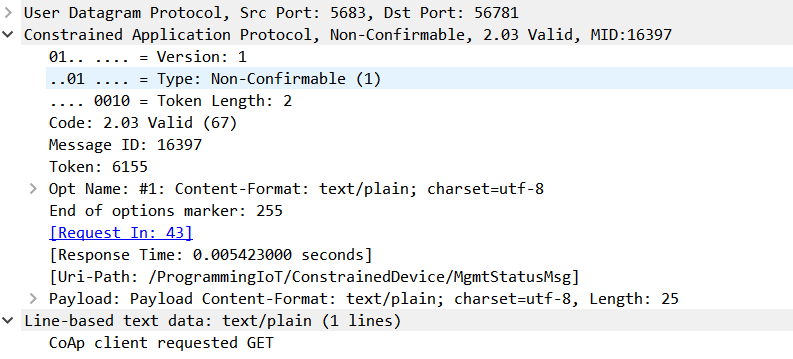 User Datagram Protocol, Src Port: 5683, Dst Port: 56781
Constrained Application Protocol, Non-Confirmable, 2.03 Valid, MID:16397
01.. .... = Version: 1
..01 .... = Type: Non-Confirmable (1)
.... 0010 = Token Length: 2
Code: 2.03 Valid (67)
Message ID: 16397
Token: 6155
Opt Name: #1: Content-Format: text/plain; charset=utf-8
End of options marker: 255
[Request In: 43]
[Response Time: 0.005423000 seconds]
[Uri-Path: /ProgrammingIoT/ConstrainedDevice/MgmtStatusMsg]
Payload: Payload Content-Format: text/plain; charset=utf-8, Length: 25
Line-based text data: text/plain (1 lines)
CoAp client requested GET